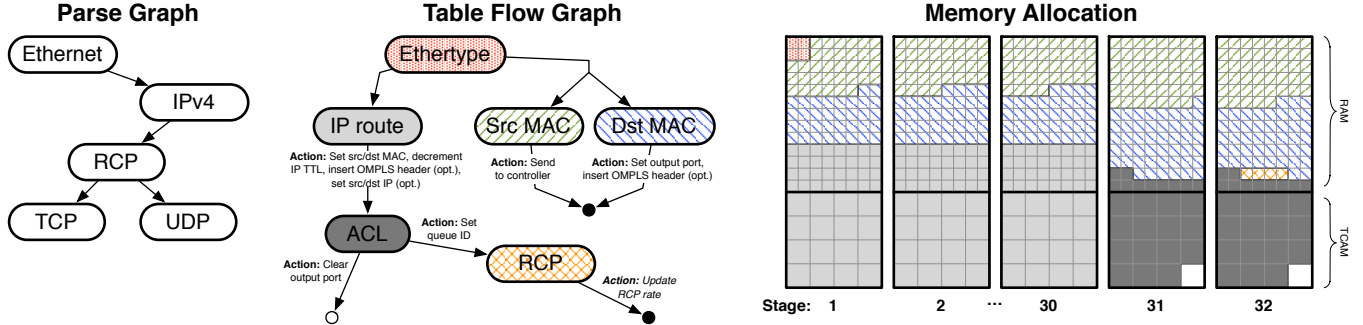 Parse Graph
Ethernet
IPv4
RCP
TCP
UDP
Table Flow Graph
Ethertype
IP route
Src MAC
Dst MAC
Action: Set src/dst MAC, decrement
IP TTL, insert OMPLS header (opt.),
set src/dst IP (opt.)
Action: Send
to controller
Action: Set output port,
insert OMPLS header (opt.)
ACL
Action: Set
queue ID
RCP
Action: Clear
output port
Action: Update
RCP rate
Memory Allocation
RAM
TCAM
Stage: 1 2 ... 30 31 32